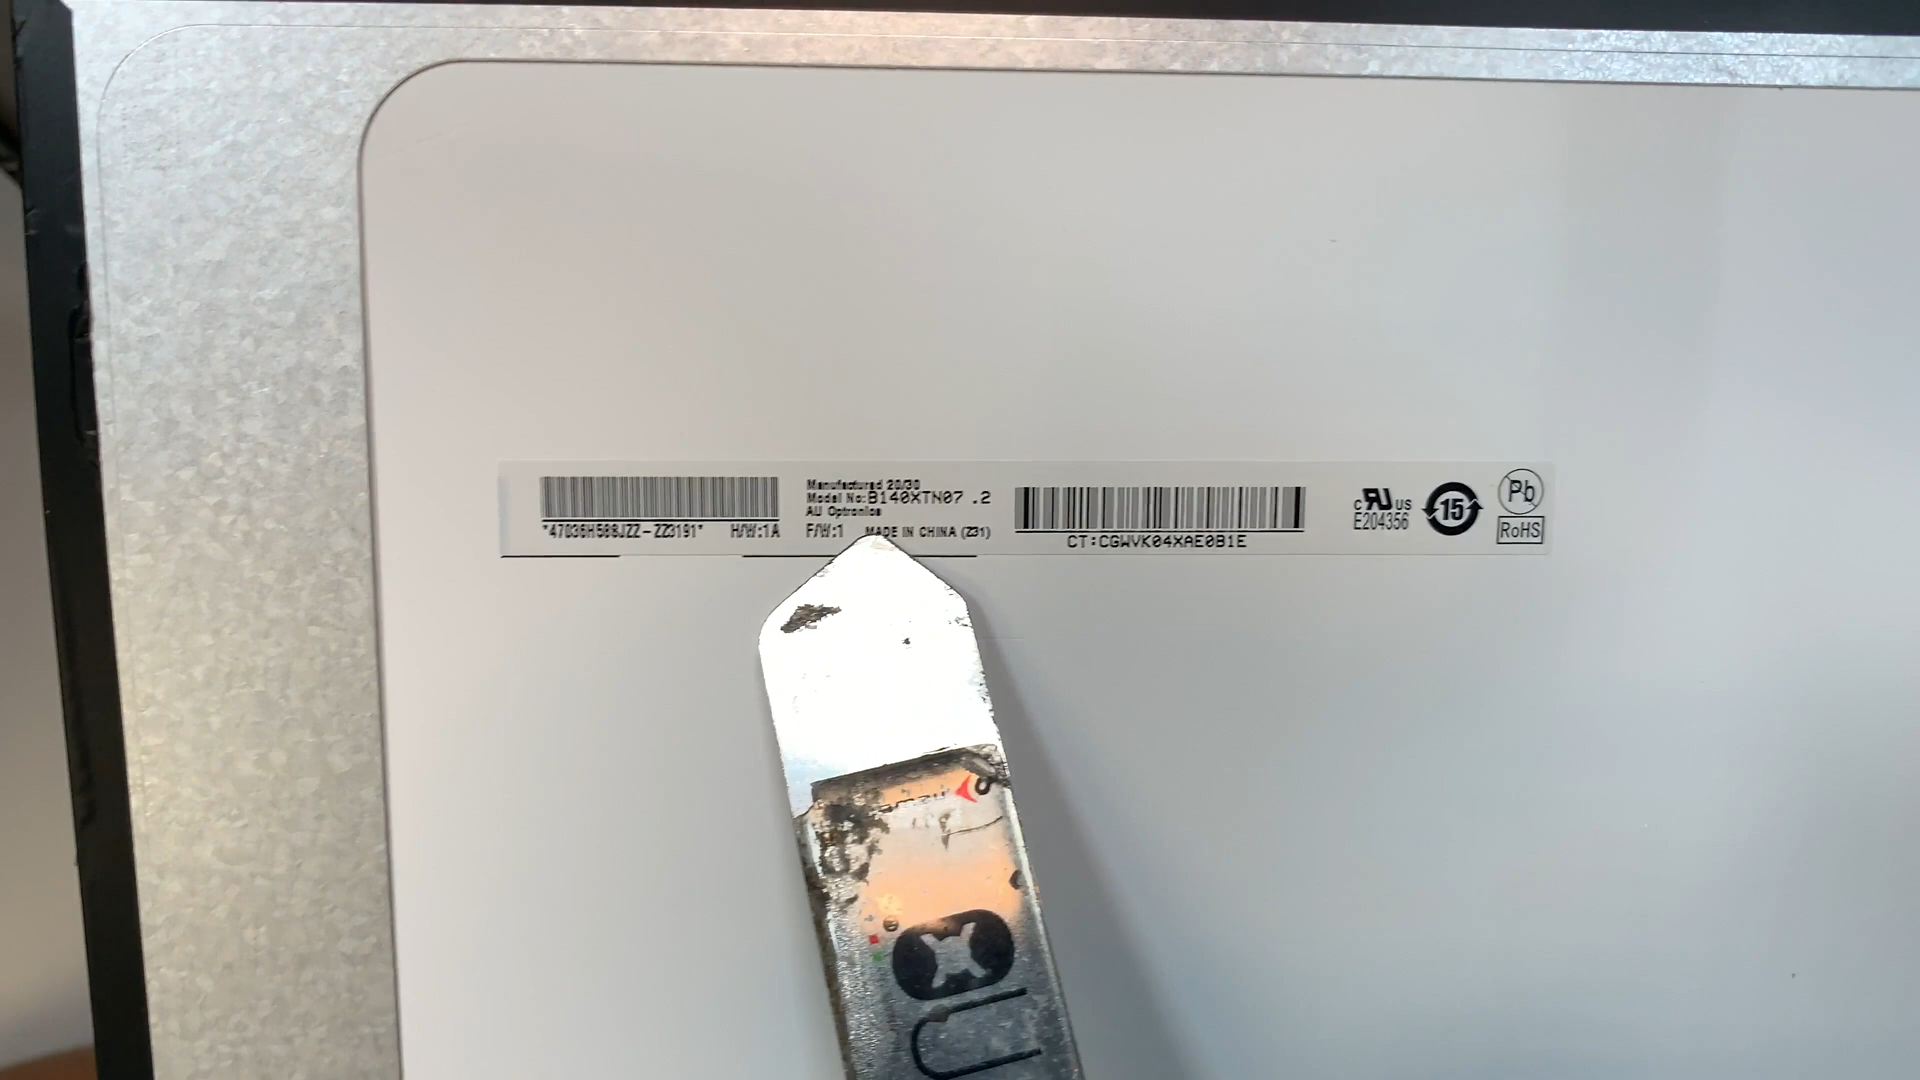 *47036H588JZZ-ZZ3191* H/W:1A
Manufactured 20/30
Model No:B140XTN07 .2
AU Optronics
F/W:1 MADE IN CHINA (Z31)
CT:CGWVK04XAE0B1E
c RU US
E204356
15
Pb
RoHS